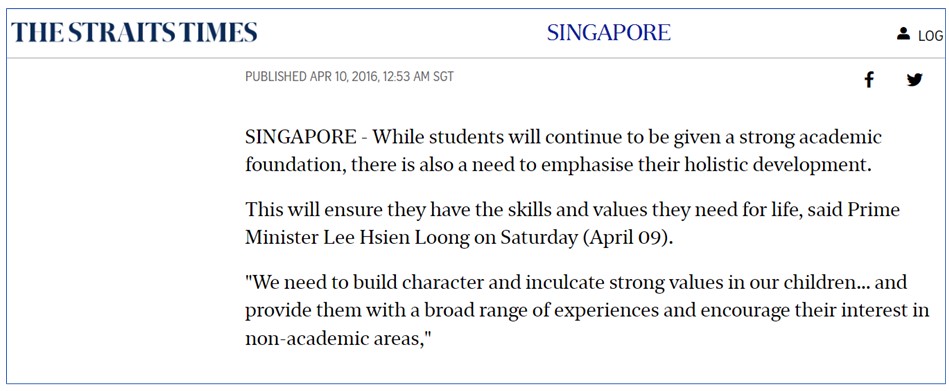 THE STRAITS TIMES
SINGAPORE
LOG
PUBLISHED APR 10, 2016, 12:53 AM SGT
SINGAPORE - While students will continue to be given a strong academic
foundation, there is also a need to emphasise their holistic development.
This will ensure they have the skills and values they need for life, said Prime
Minister Lee Hsien Loong on Saturday (April 09).
"We need to build character and inculcate strong values in our children... and
provide them with a broad range of experiences and encourage their interest in
non-academic areas,"